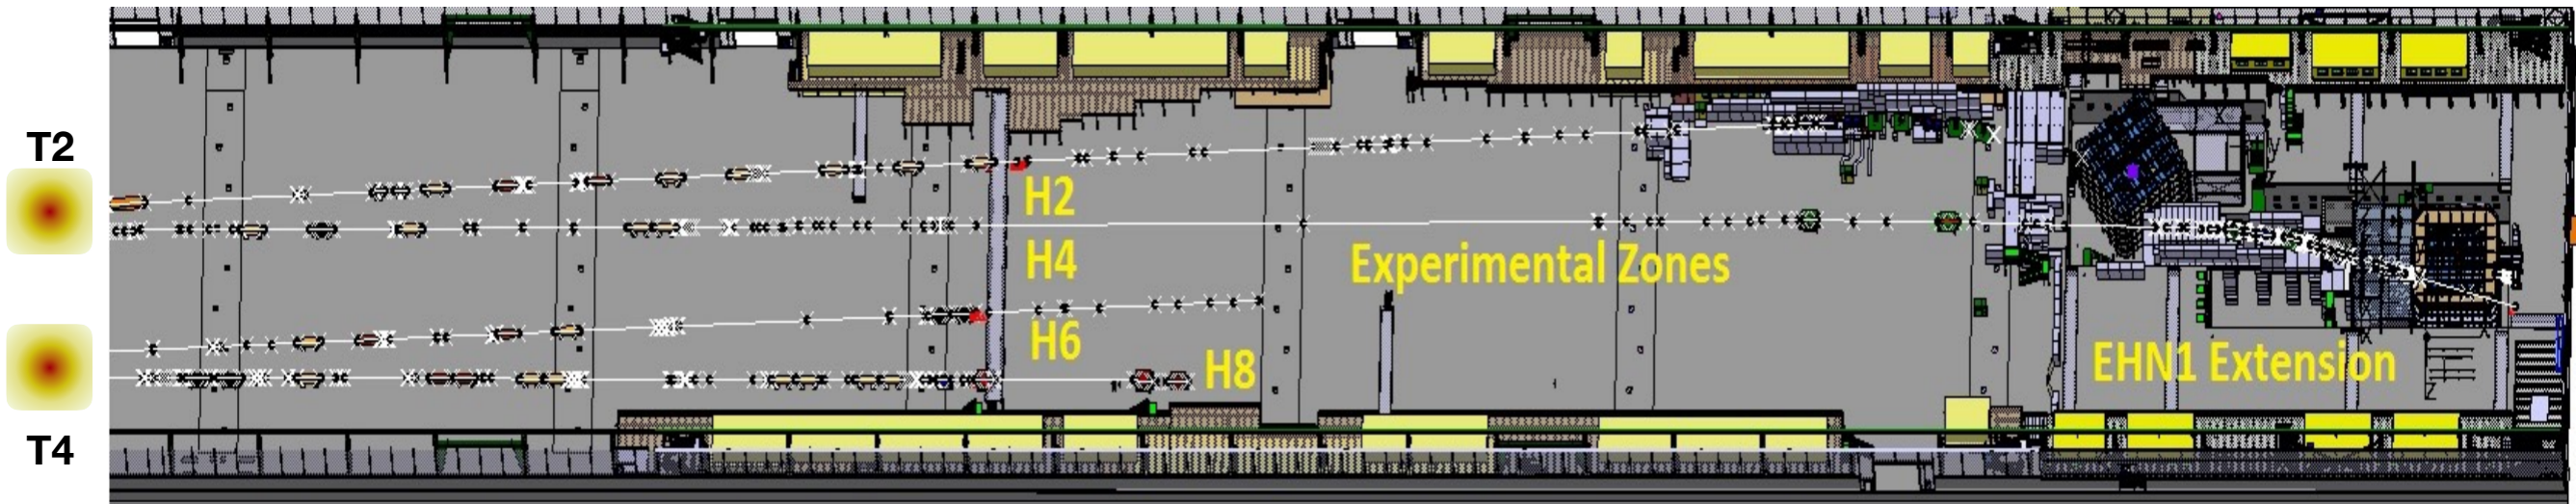 T2
H2
H4
Experimental Zones
H6
H8
EHN1 Extension
T4